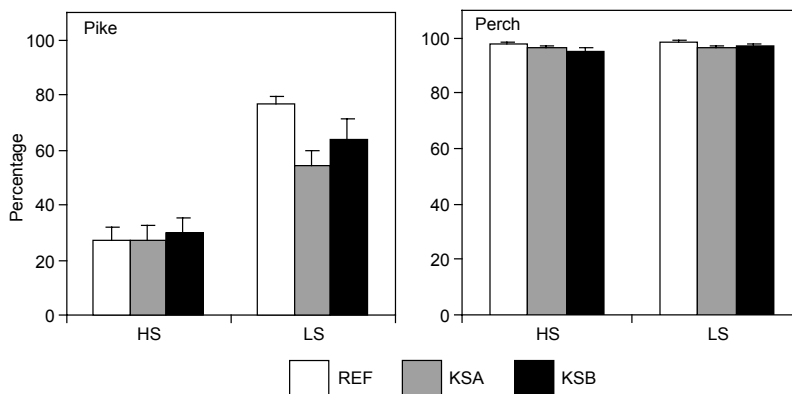 Pike
Perch
Percentage
100
80
60
40
20
0
HS
LS
100
80
60
40
20
0
HS
LS
REF
KSA
KSB